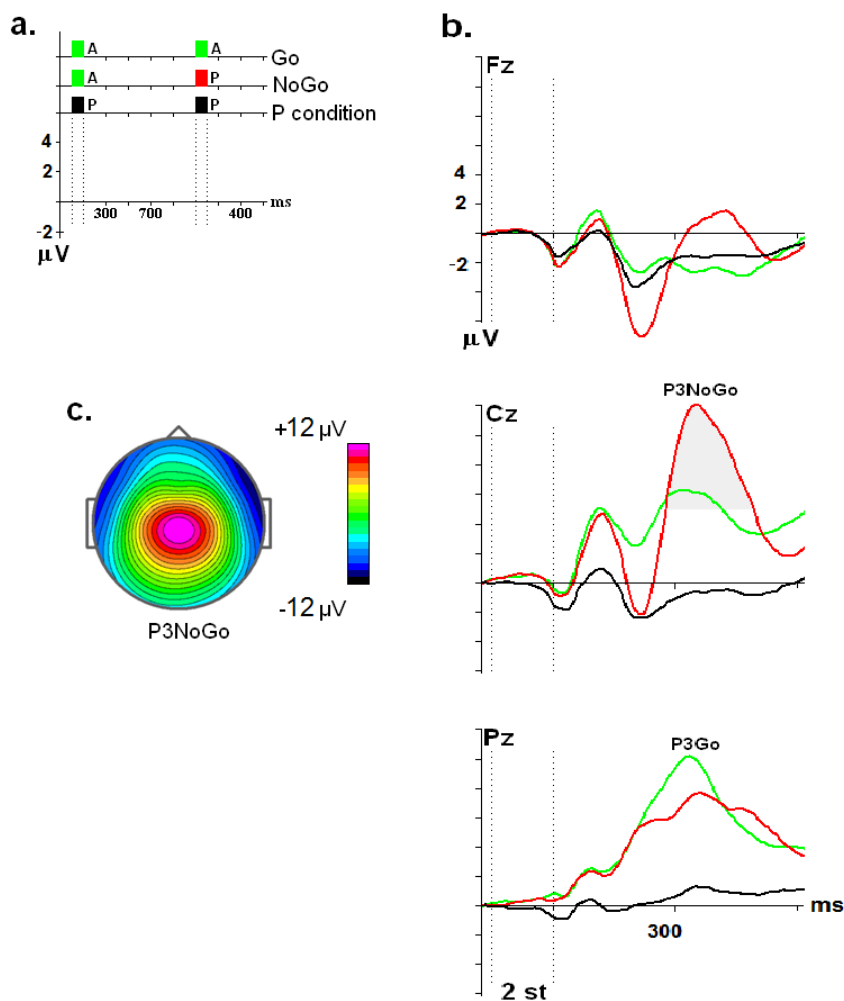 a.
A A Go
A P NoGo
P P P condition
4
2
300 700 400 ms
-2
μV
b.
Fz
4
2
-2
μV
c.
+12 μV
-12 μV
P3NoGo
Cz
P3NoGo
Pz
P3Go
ms
300
2 st